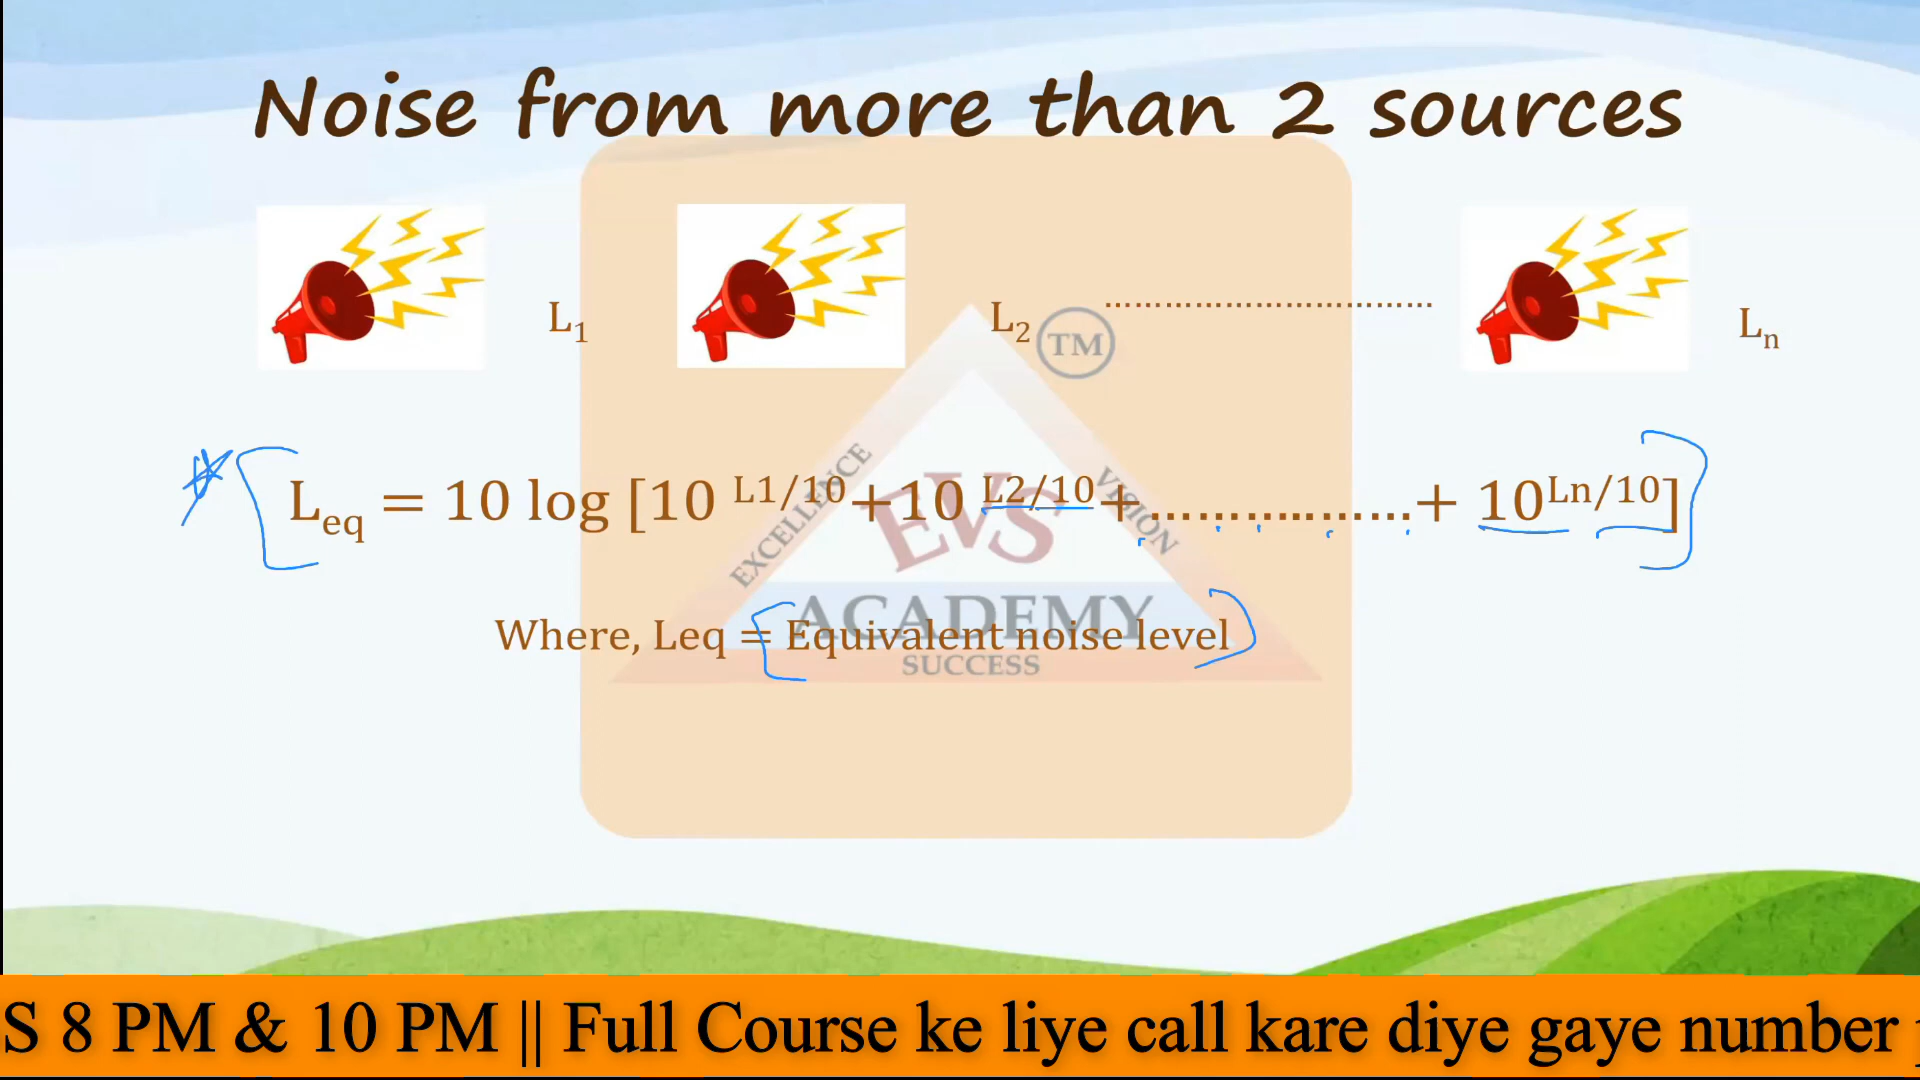 Noise from more than 2 sources
L₁
L₂
TM
................................
Lₙ
Leq = 10 log [10 ^L1/10 + 10 ^L2/10 + .................. + 10^Ln/10]
EXCELLENCE
EVS
VISION
ACADEMY
Where, Leq = Equivalent noise level
SUCCESS
S 8 PM & 10 PM || Full Course ke liye call kare diye gaye number